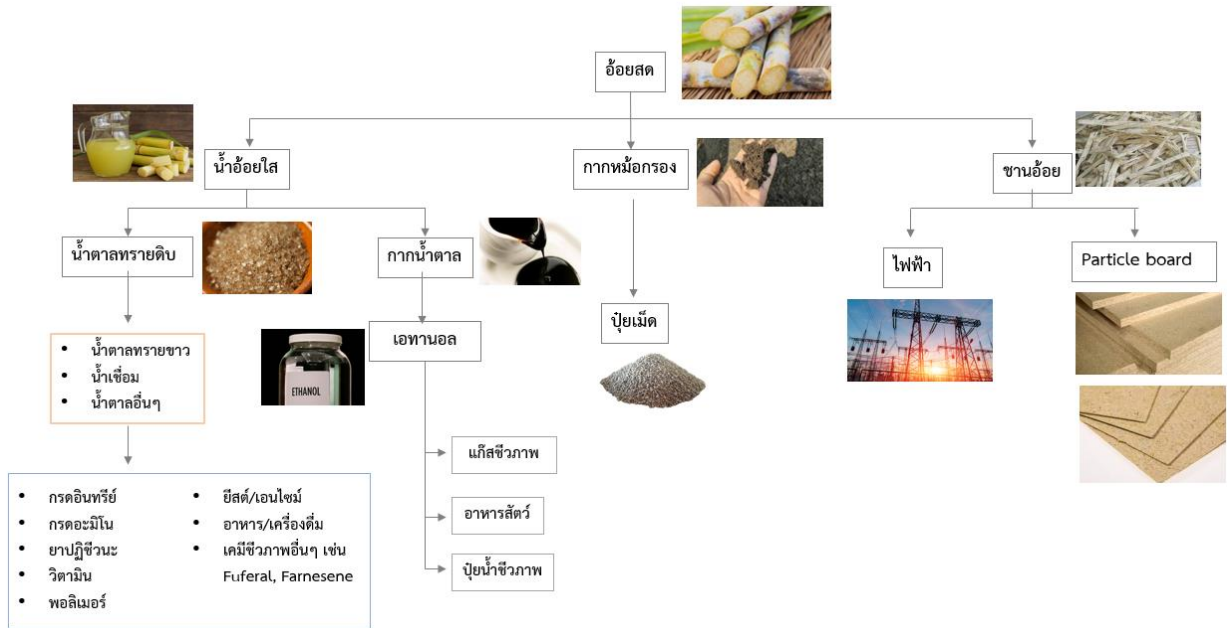 อ้อยสด
น้ำอ้อยใส
กากหม้อกรอง
ชานอ้อย
น้ำตาลทรายดิบ
กากน้ำตาล
ไฟฟ้า
Particle board
น้ำตาลทรายขาว
น้ำเชื่อม
น้ำตาลอื่นๆ
เอทานอล
ETHANOL
ปุ๋ยเม็ด
แก๊สชีวภาพ
อาหารสัตว์
ปุ๋ยน้ำชีวภาพ
กรดอินทรีย์
กรดอะมิโน
ยาปฏิชีวนะ
วิตามิน
พอลิเมอร์
ยีสต์/เอนไซม์
อาหาร/เครื่องดื่ม
เคมีชีวภาพอื่นๆ เช่น
Fuferal, Farnesene